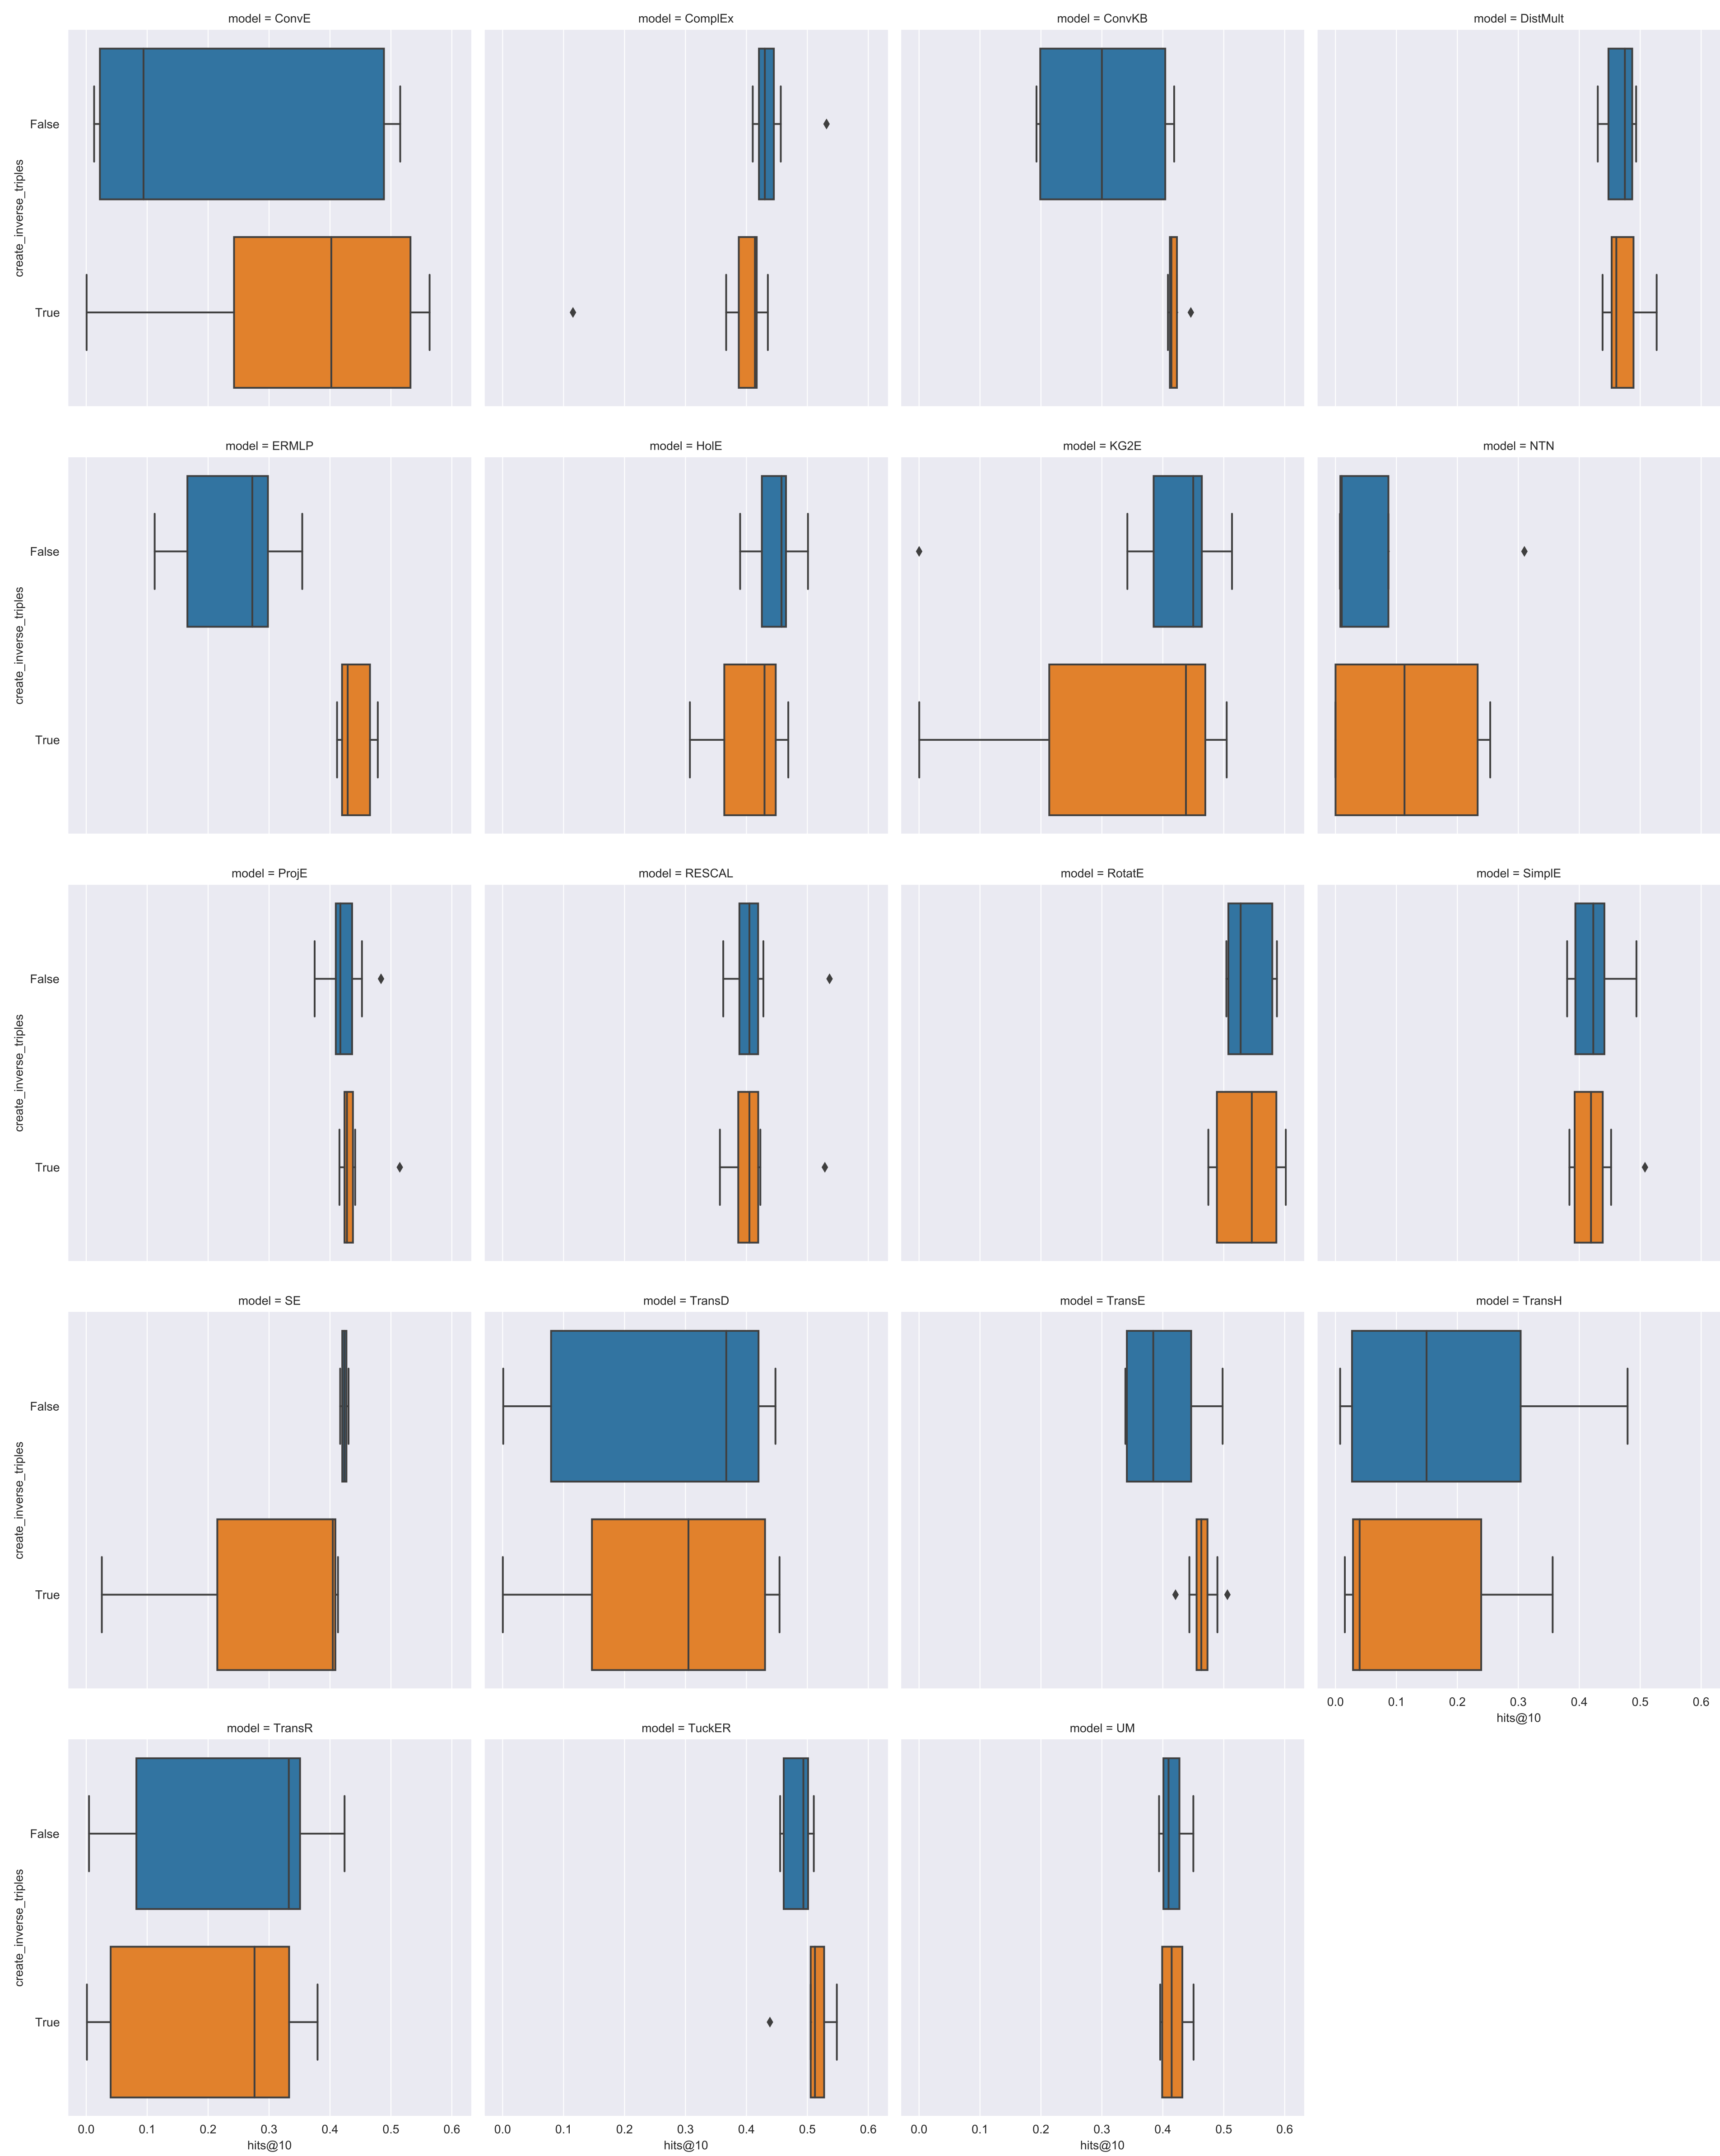 model = ConvE
model = ComplEx
model = ConvKB
model = DistMult
create_inverse_triples
False
True
model = ERMLP
model = HolE
model = KG2E
model = NTN
create_inverse_triples
False
True
model = ProjE
model = RESCAL
model = RotatE
model = SimplE
create_inverse_triples
False
True
model = SE
model = TransD
model = TransE
model = TransH
create_inverse_triples
False
True
0.0 0.1 0.2 0.3 0.4 0.5 0.6
hits@10
model = TransR
model = TuckER
model = UM
create_inverse_triples
False
True
0.0 0.1 0.2 0.3 0.4 0.5 0.6
hits@10
0.0 0.1 0.2 0.3 0.4 0.5 0.6
hits@10
0.0 0.1 0.2 0.3 0.4 0.5 0.6
hits@10